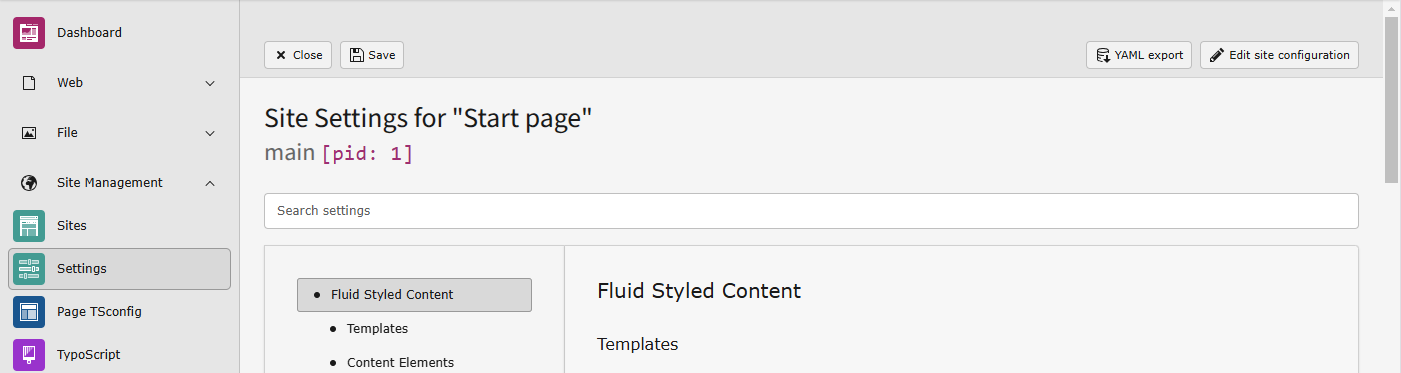 Dashboard
Web
File
Site Management
Sites
Settings
Page TSconfig
TypoScript
Close Save YAML export Edit site configuration
Site Settings for "Start page"
main [pid: 1]
Search settings
Fluid Styled Content
Templates
Content Elements
Fluid Styled Content
Templates